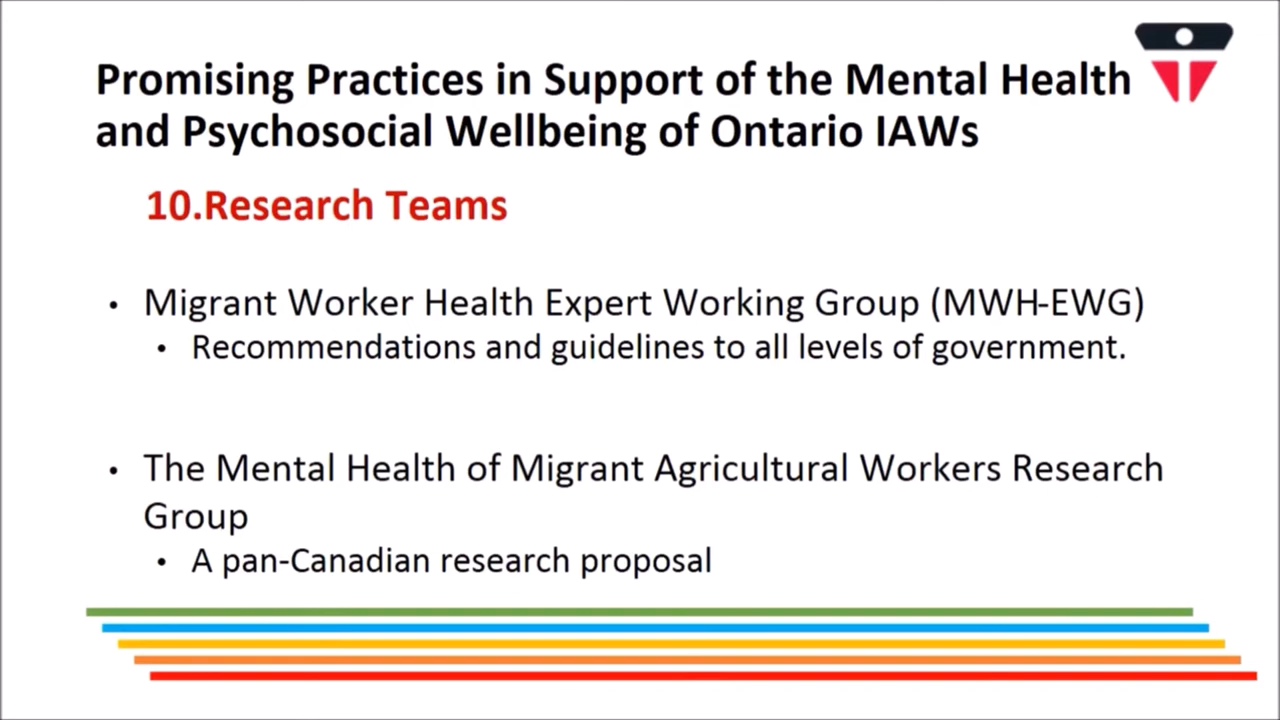 Promising Practices in Support of the Mental Health
and Psychosocial Wellbeing of Ontario IAWs
10.Research Teams
• Migrant Worker Health Expert Working Group (MWH-EWG)
• Recommendations and guidelines to all levels of government.
• The Mental Health of Migrant Agricultural Workers Research
Group
• A pan-Canadian research proposal